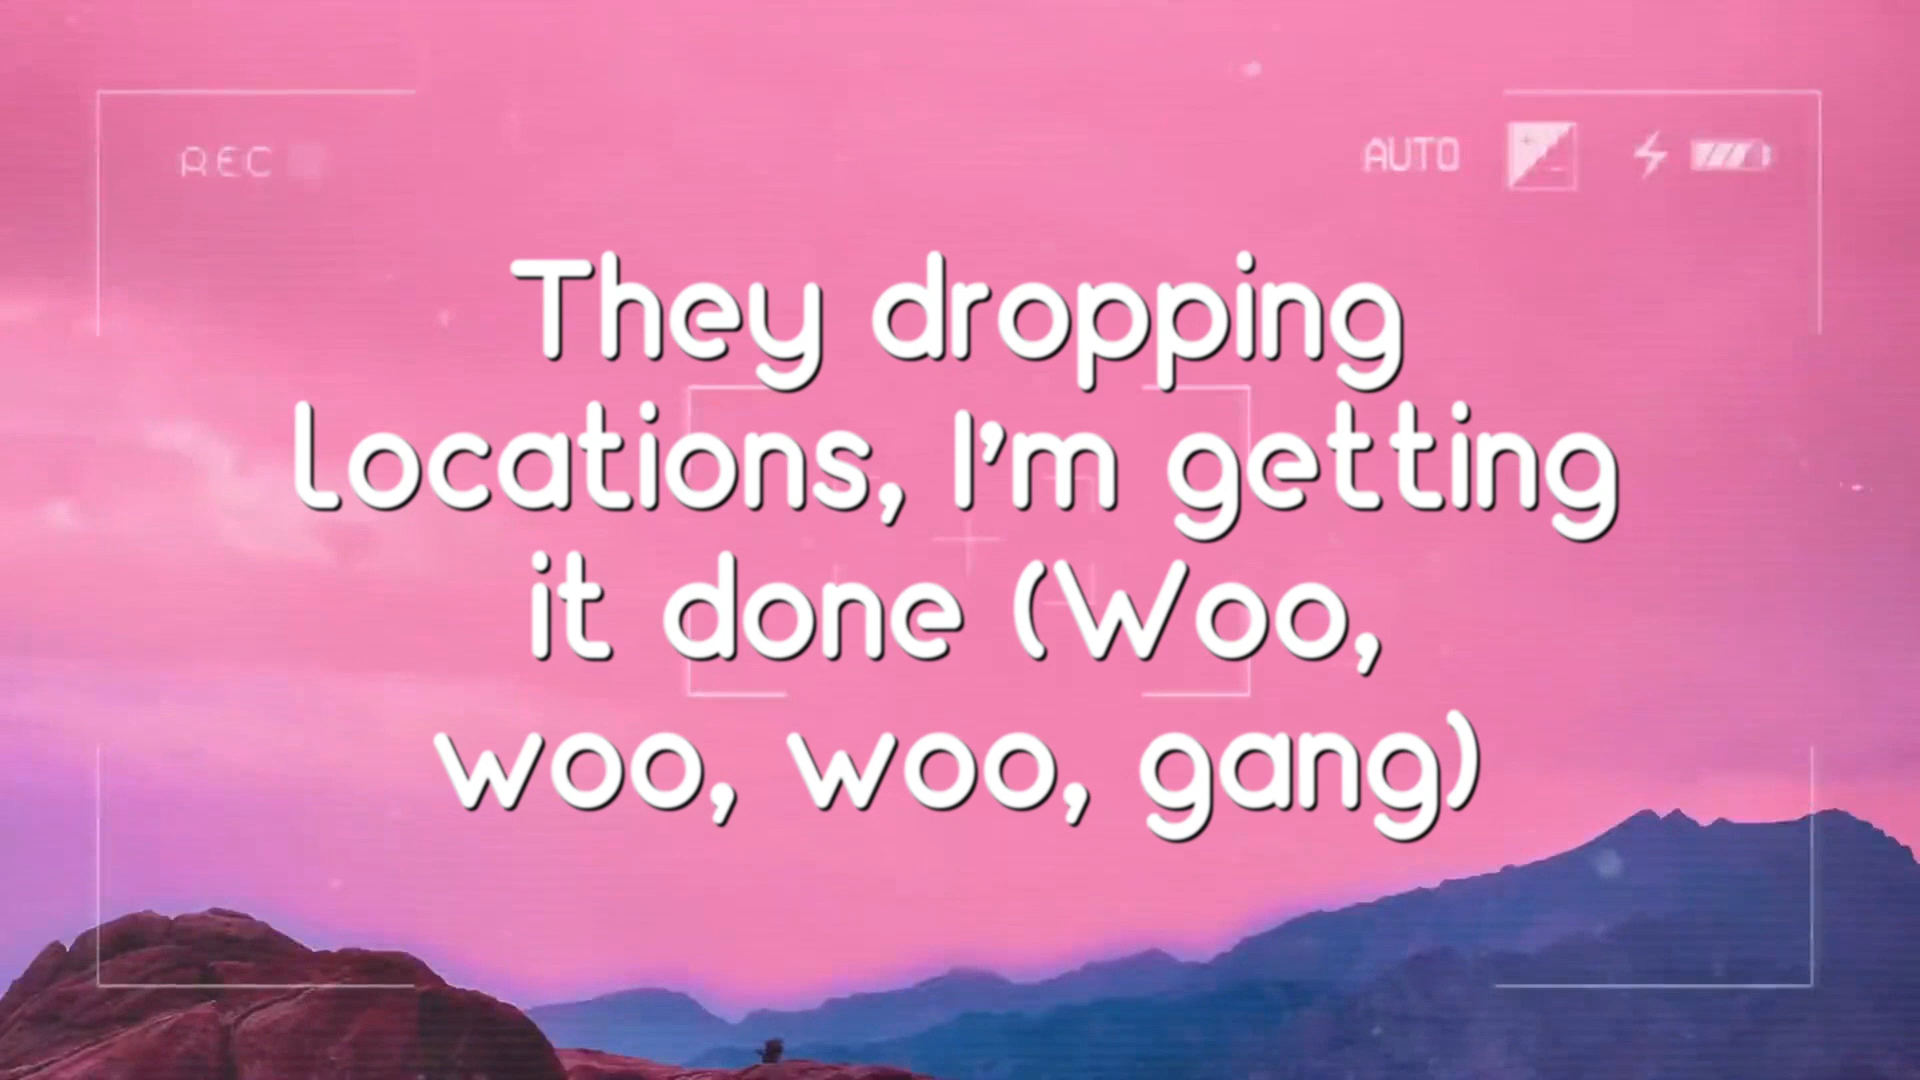 REC
AUTO
They dropping
locations, I'm getting
it done (Woo,
woo, woo, gang)